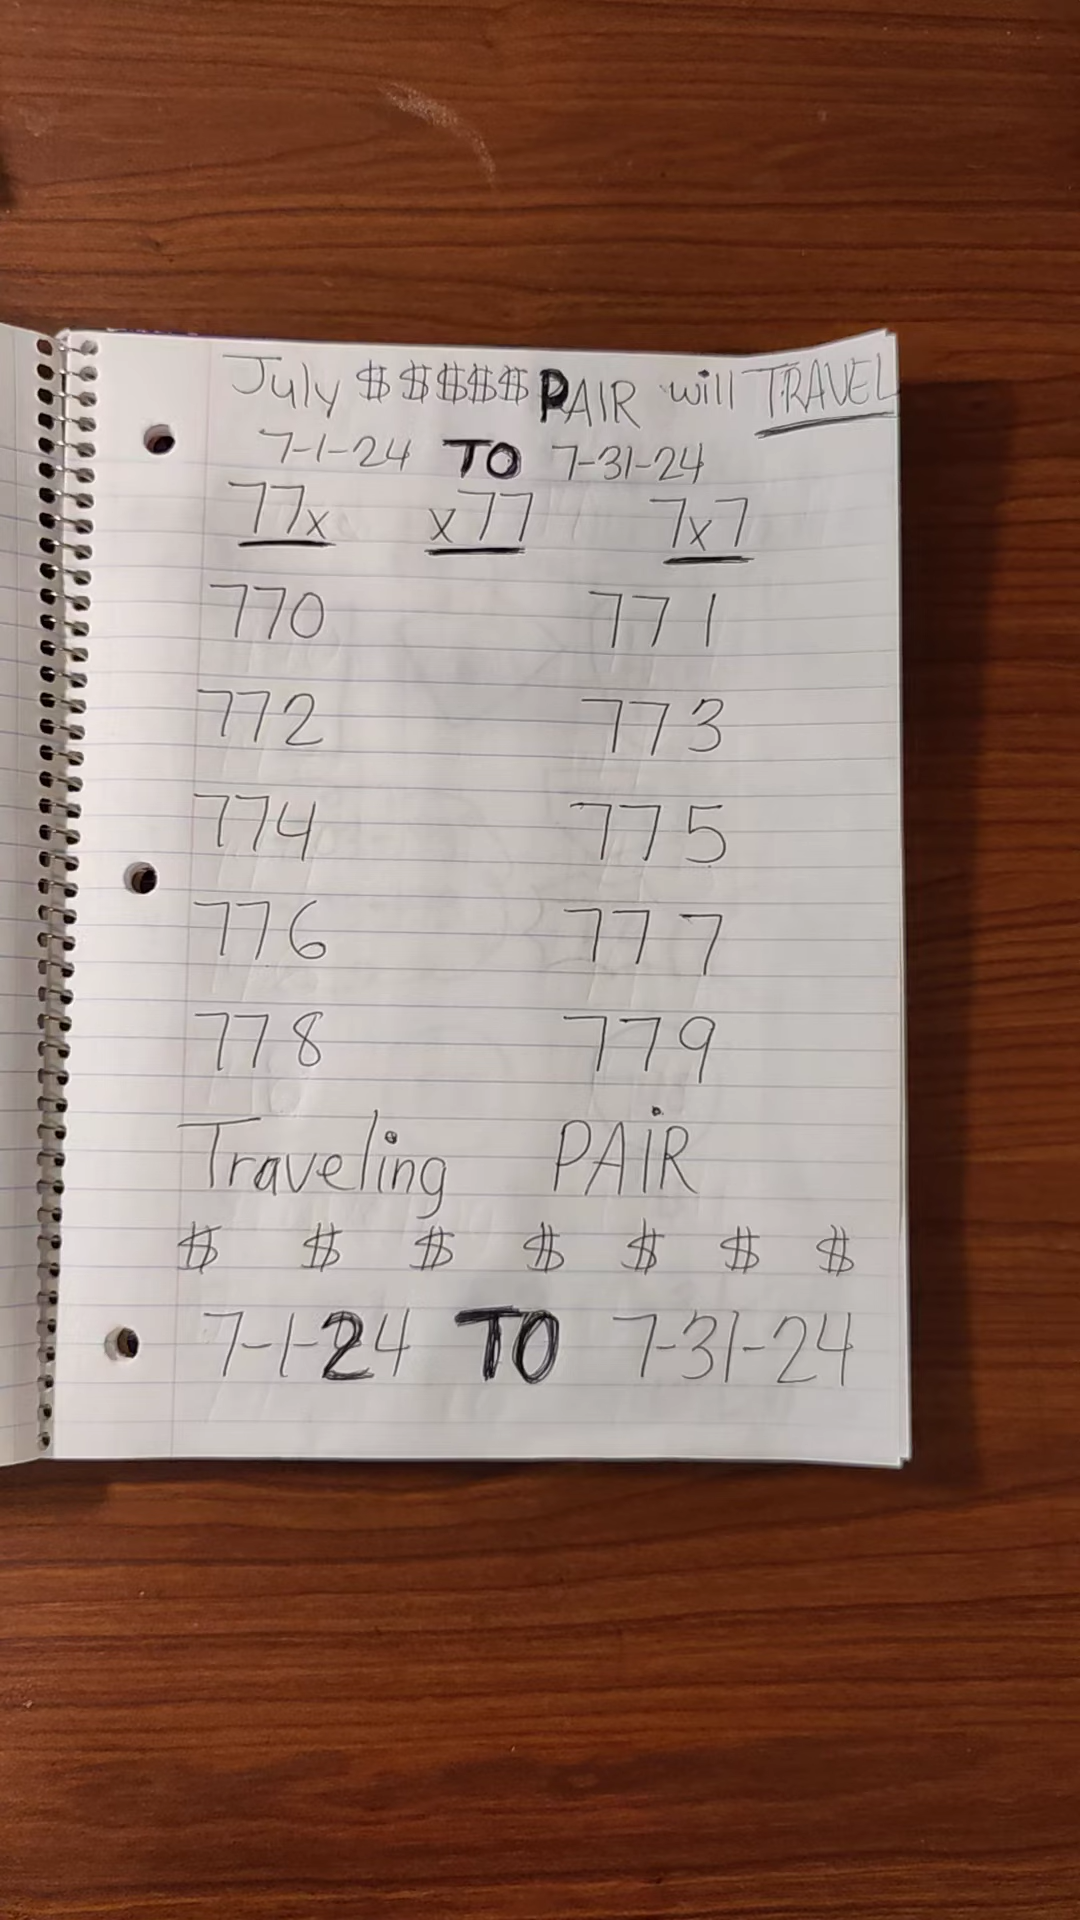 July $ $ $ $ $ PAIR will TRAVEL
7-1-24 TO 7-31-24
77x x77 7x7
770 771
772 773
774 775
776 777
778 779
Traveling PAiR
$ $ $ $ $ $ $
7-1-24 TO 7-31-24